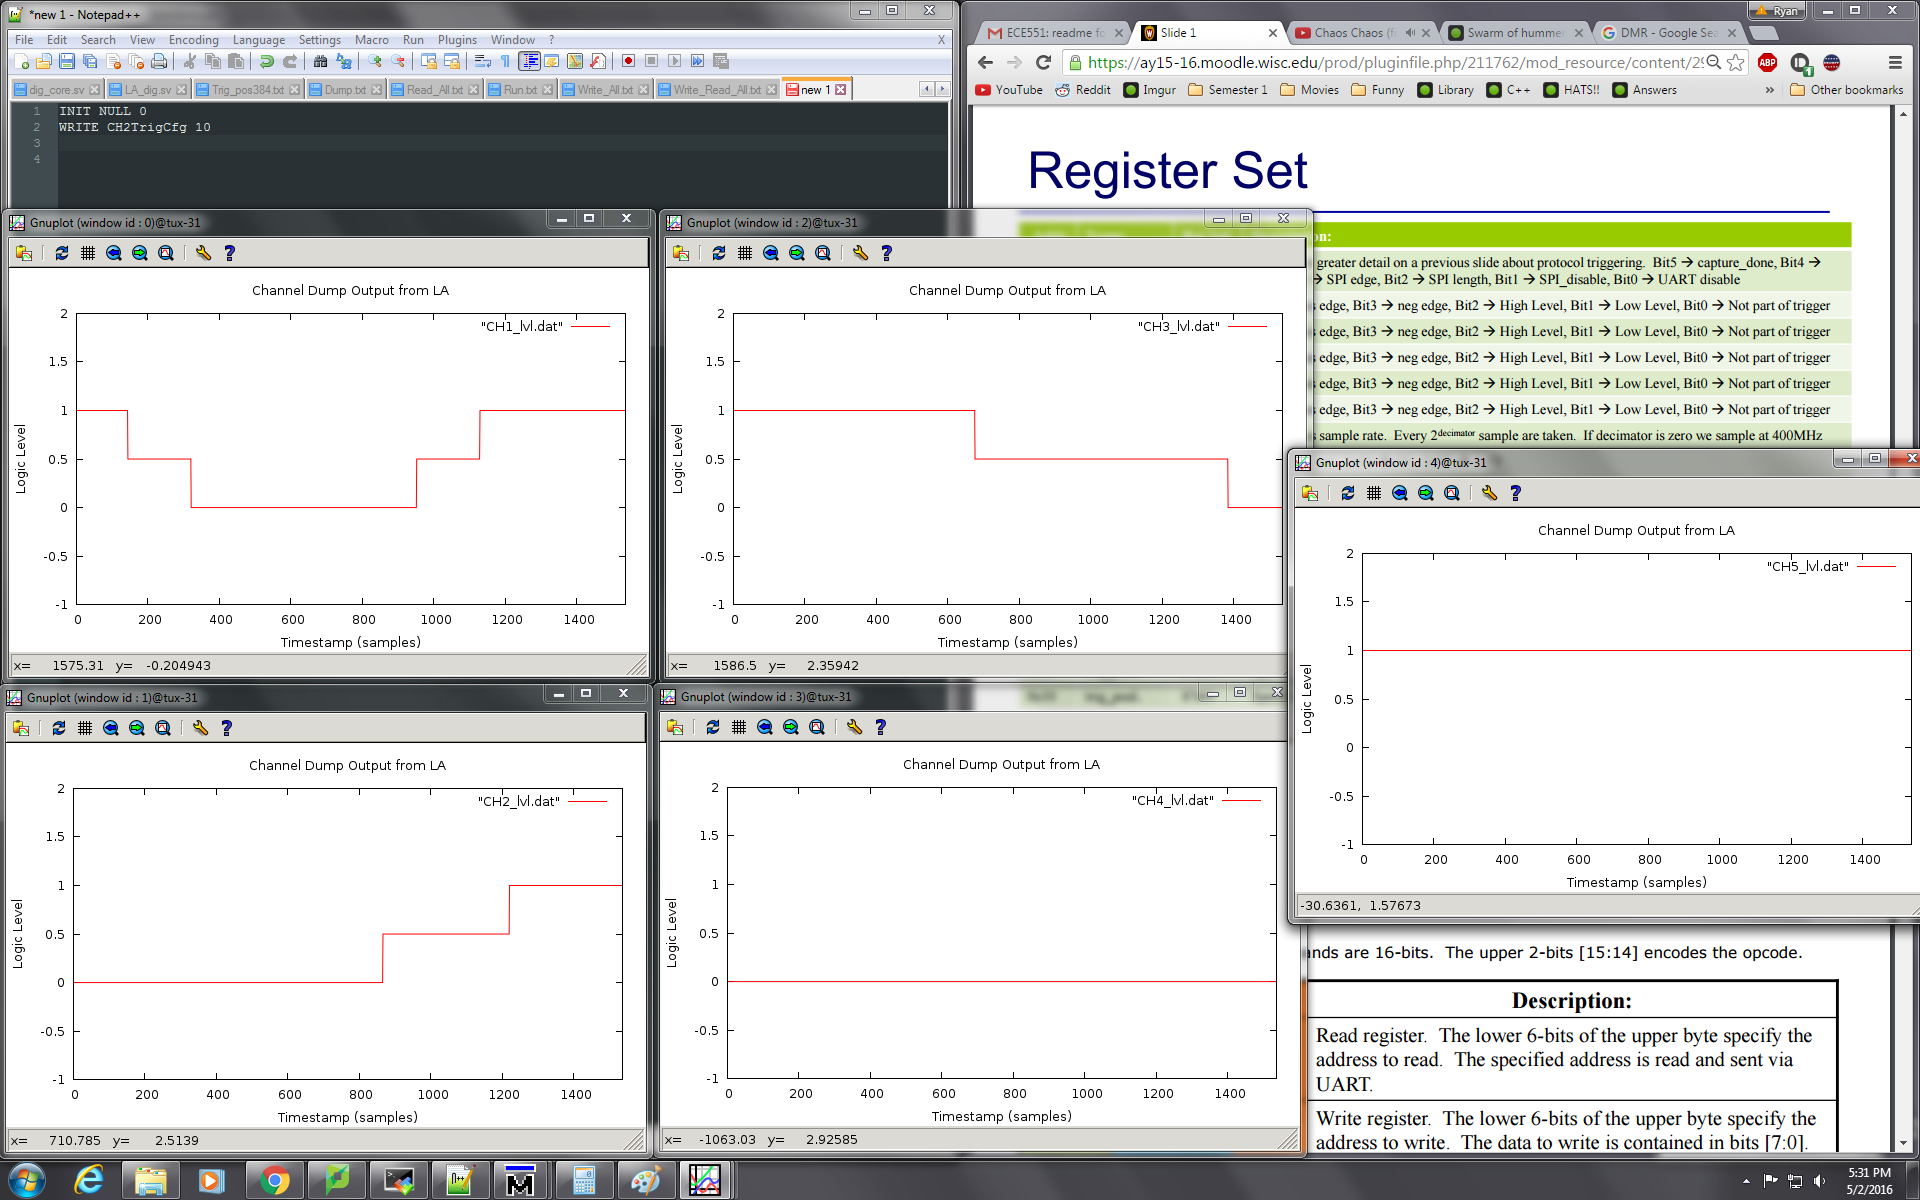 *new 1 - Notepad++
File Edit Search View Encoding Language Settings Macro Run Plugins Window ?
X
dig_core.sv LA_dig.sv Trig_pos384.txt Dump.txt Read_All.txt Run.txt Write_All.txt Write_Read_All.txt new 1
1 INIT NULL 0
2 WRITE CH2TrigCfg 10
3
4
Ryan
ECE551: readme fo Slide 1 Chaos Chaos (f Swarm of humme DMR - Google Sea
https://ay15-16.moodle.wisc.edu/prod/pluginfile.php/211762/mod_resource/content/29
ABP
YouTube Reddit Imgur Semester 1 Movies Funny Library C++ HATS!! Answers » Other bookmarks
Register Set
on:
greater detail on a previous slide about protocol triggering. Bit5 → capture_done, Bit4 →
→ SPI edge, Bit2 → SPI length, Bit1 → SPI_disable, Bit0 → UART disable
s edge, Bit3 → neg edge, Bit2 → High Level, Bit1 → Low Level, Bit0 → Not part of trigger
s edge, Bit3 → neg edge, Bit2 → High Level, Bit1 → Low Level, Bit0 → Not part of trigger
s edge, Bit3 → neg edge, Bit2 → High Level, Bit1 → Low Level, Bit0 → Not part of trigger
s edge, Bit3 → neg edge, Bit2 → High Level, Bit1 → Low Level, Bit0 → Not part of trigger
s edge, Bit3 → neg edge, Bit2 → High Level, Bit1 → Low Level, Bit0 → Not part of trigger
s sample rate. Every 2decimator sample are taken. If decimator is zero we sample at 400MHz
Gnuplot (window id : 0)@tux-31
Channel Dump Output from LA
"CH1_lvl.dat"
2
1.5
1
0.5
0
-0.5
-1
Logic Level
0 200 400 600 800 1000 1200 1400
Timestamp (samples)
x= 1575.31 y= -0.204943
Gnuplot (window id : 2)@tux-31
Channel Dump Output from LA
"CH3_lvl.dat"
2
1.5
1
0.5
0
-0.5
-1
Logic Level
0 200 400 600 800 1000 1200 1400
Timestamp (samples)
x= 1586.5 y= 2.35942
Gnuplot (window id : 4)@tux-31
Channel Dump Output from LA
"CH5_lvl.dat"
2
1.5
1
0.5
0
-0.5
-1
Logic Level
0 200 400 600 800 1000 1200 1400
Timestamp (samples)
-30.6361, 1.57673
Gnuplot (window id : 1)@tux-31
Channel Dump Output from LA
"CH2_lvl.dat"
2
1.5
1
0.5
0
-0.5
-1
Logic Level
0 200 400 600 800 1000 1200 1400
Timestamp (samples)
x= 710.785 y= 2.5139
Gnuplot (window id : 3)@tux-31
Channel Dump Output from LA
"CH4_lvl.dat"
2
1.5
1
0.5
0
-0.5
-1
Logic Level
0 200 400 600 800 1000 1200 1400
Timestamp (samples)
x= -1063.03 y= 2.92585
ands are 16-bits. The upper 2-bits [15:14] encodes the opcode.
Description:
Read register. The lower 6-bits of the upper byte specify the
address to read. The specified address is read and sent via
UART.
Write register. The lower 6-bits of the upper byte specify the
address to write. The data to write is contained in bits [7:0].
5:31 PM
5/2/2016